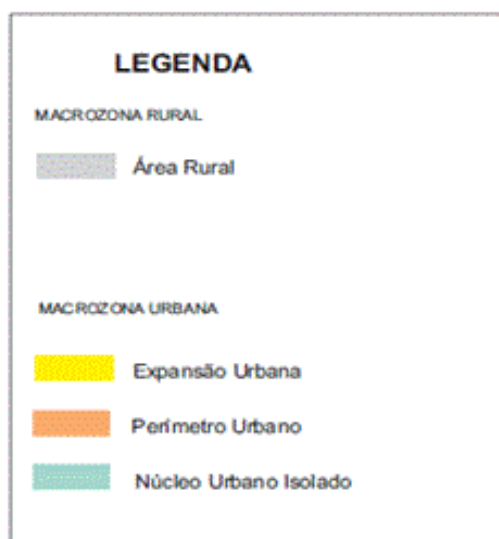 LEGENDA
MACROZONA RURAL
Área Rural
MACROZONA URBANA
Expansão Urbana
Perímetro Urbano
Núcleo Urbano Isolado